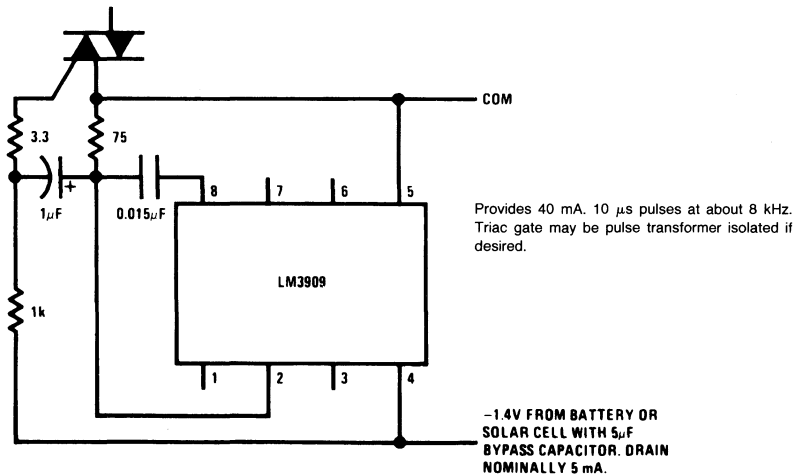 COM
3.3
75
+
1μF
0.015μF
8
7
6
5
Provides 40 mA. 10 μs pulses at about 8 kHz.
Triac gate may be pulse transformer isolated if
desired.
LM3909
1k
1
2
3
4
–1.4V FROM BATTERY OR
SOLAR CELL WITH 5μF
BYPASS CAPACITOR. DRAIN
NOMINALLY 5 mA.